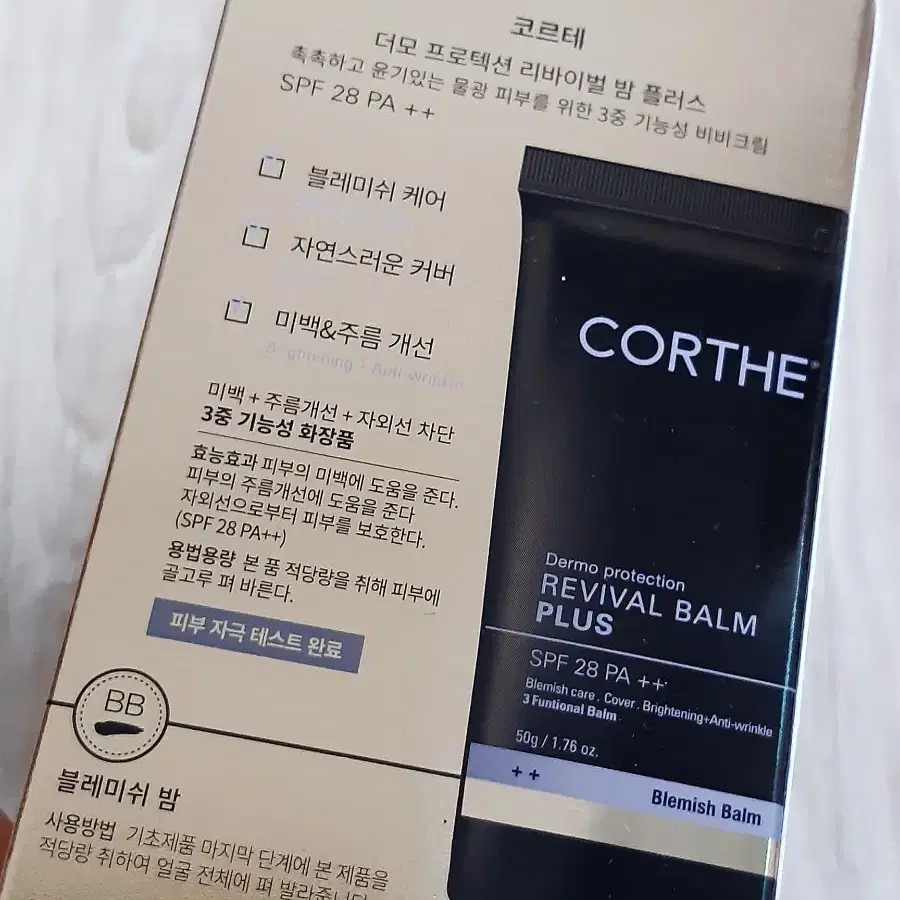 코르테
더모 프로텍션 리바이벌 밤 플러스
촉촉하고 윤기있는 물광 피부를 위한 3중 기능성 비비크림
SPF 28 PA ++
블레미쉬 케어
자연스러운 커버
미백&주름 개선
Brightening · Anti-wrinkle
미백 + 주름개선 + 자외선 차단
3중 기능성 화장품
효능효과 피부의 미백에 도움을 준다.
피부의 주름개선에 도움을 준다
자외선으로부터 피부를 보호한다.
(SPF 28 PA++)
용법용량 본 품 적당량을 취해 피부에
골고루 펴 바른다.
피부 자극 테스트 완료
BB
블레미쉬 밤
사용방법 기초제품 마지막 단계에 본 제품을
적당량 취하여 얼굴 전체에 펴 발라줍니다
CORTHE
Dermo protection
REVIVAL BALM
PLUS
SPF 28 PA ++
Blemish care . Cover . Brightening+Anti-wrinkle
3 Funtional Balm
50g / 1.76 oz.
++
Blemish Balm